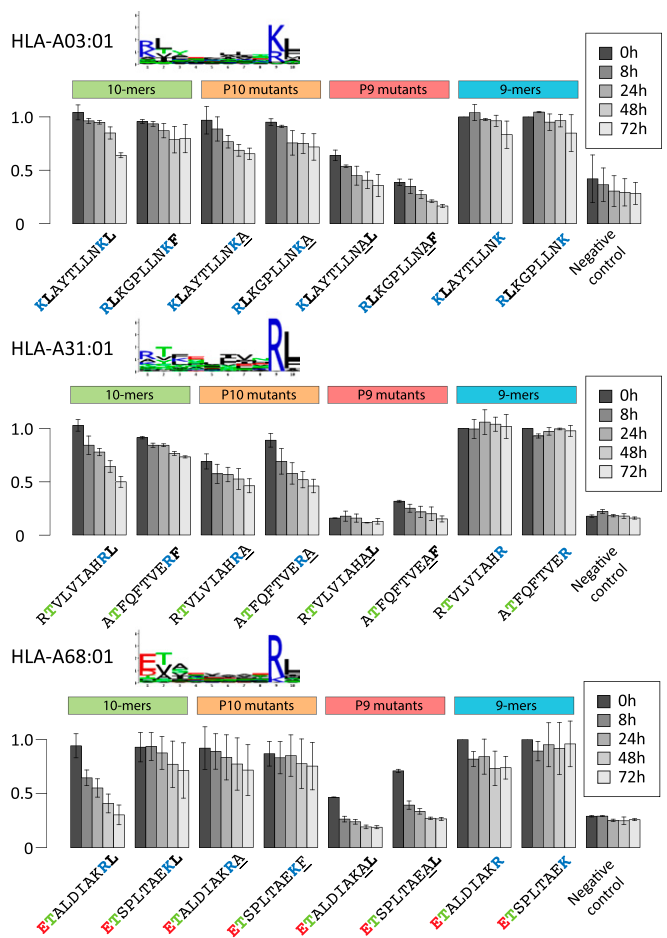 HLA-A03:01
10-mers P10 mutants P9 mutants 9-mers
0h
8h
24h
48h
72h
1.0
0.5
0
KLAYTLLNKL
RLKGPLLNKF
KLAYTLLNKA
RLKGPLLNKA
KLAYTLLNAL
RLKGPLLNAF
KLAYTLLNK
RLKGPLLNK
Negative
control
HLA-A31:01
10-mers P10 mutants P9 mutants 9-mers
0h
8h
24h
48h
72h
1.0
0.5
0
RTVLVIAHRL
ATFQFTVERF
RTVLVIAHRA
ATFQFTVERA
RTVLVIAHAL
ATFQFTVEAF
RTVLVIAHR
ATFQFTVER
Negative
control
HLA-A68:01
10-mers P10 mutants P9 mutants 9-mers
0h
8h
24h
48h
72h
1.0
0.5
0
ETALDIAKRL
ETSPLTAEKL
ETALDIAKRA
ETSPLTAEKF
ETALDIAKAL
ETSPLTAEAL
ETALDIAKR
ETSPLTAEK
Negative
control